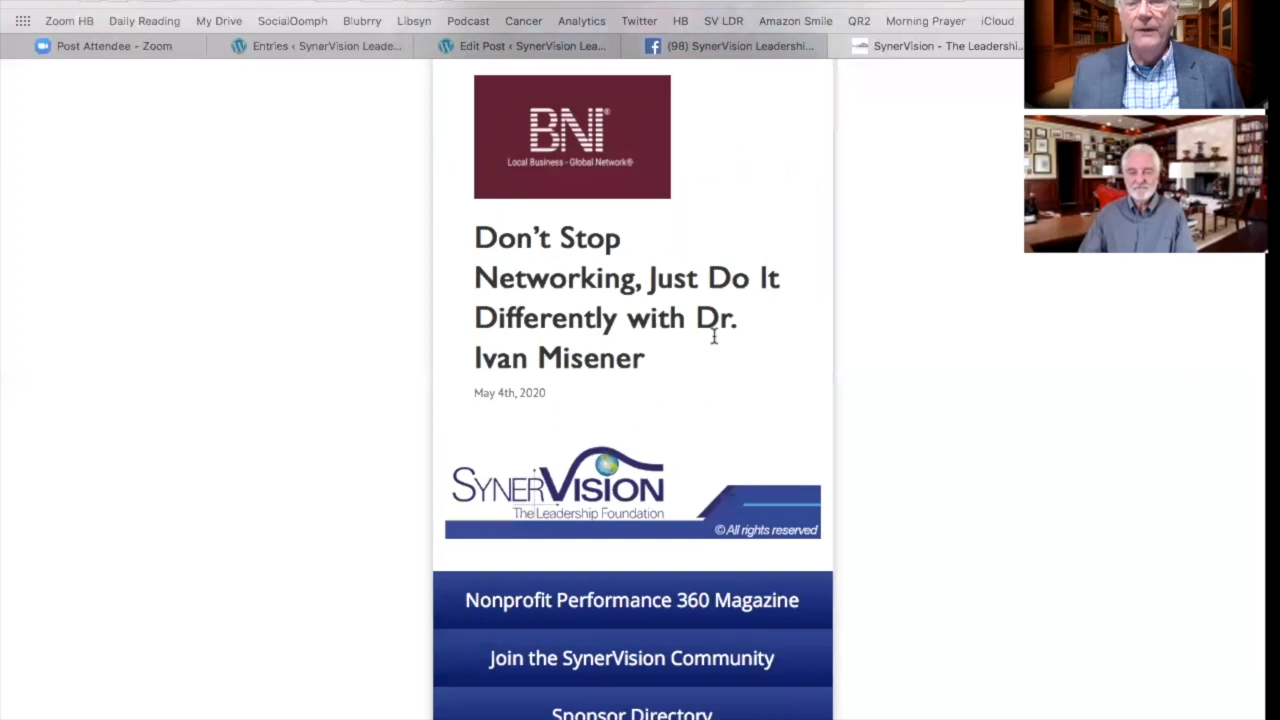 Zoom HB Daily Reading My Drive SocialOomph Blubrry Libsyn Podcast Cancer Analytics Twitter HB SV LDR Amazon Smile QR2 Morning Prayer iCloud
Post Attendee - Zoom Entries ‹ SynerVision Leade... Edit Post ‹ SynerVision Lea... (98) SynerVision Leadershi... SynerVision - The Leadershi...
BNI®
Local Business - Global Network®
Don't Stop
Networking, Just Do It
Differently with Dr.
Ivan Misener
May 4th, 2020
SYNERVISION
The Leadership Foundation
© All rights reserved
Nonprofit Performance 360 Magazine
Join the SynerVision Community
Sponsor Directory